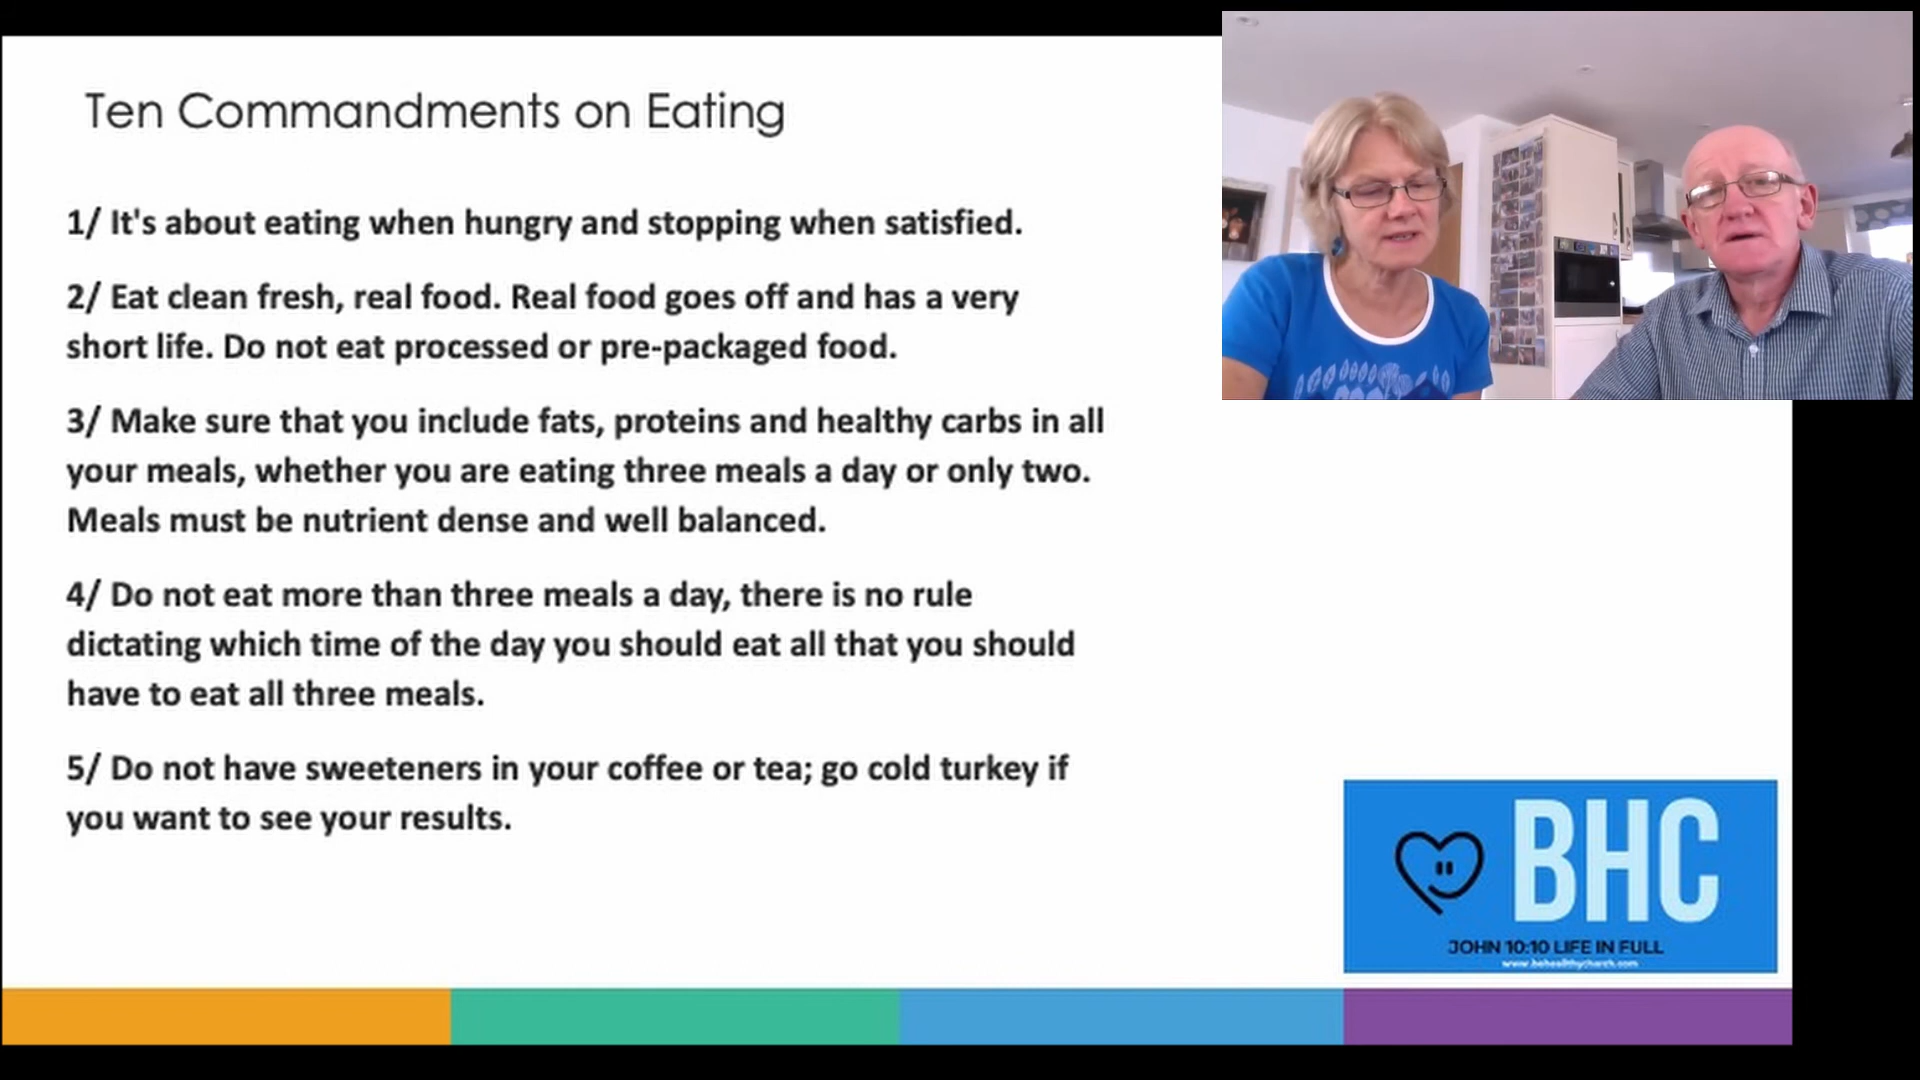 Ten Commandments on Eating
1/ It's about eating when hungry and stopping when satisfied.
2/ Eat clean fresh, real food. Real food goes off and has a very
short life. Do not eat processed or pre-packaged food.
3/ Make sure that you include fats, proteins and healthy carbs in all
your meals, whether you are eating three meals a day or only two.
Meals must be nutrient dense and well balanced.
4/ Do not eat more than three meals a day, there is no rule
dictating which time of the day you should eat all that you should
have to eat all three meals.
5/ Do not have sweeteners in your coffee or tea; go cold turkey if
you want to see your results.
BHC
JOHN 10:10 LIFE IN FULL
www.behealthychurch.com